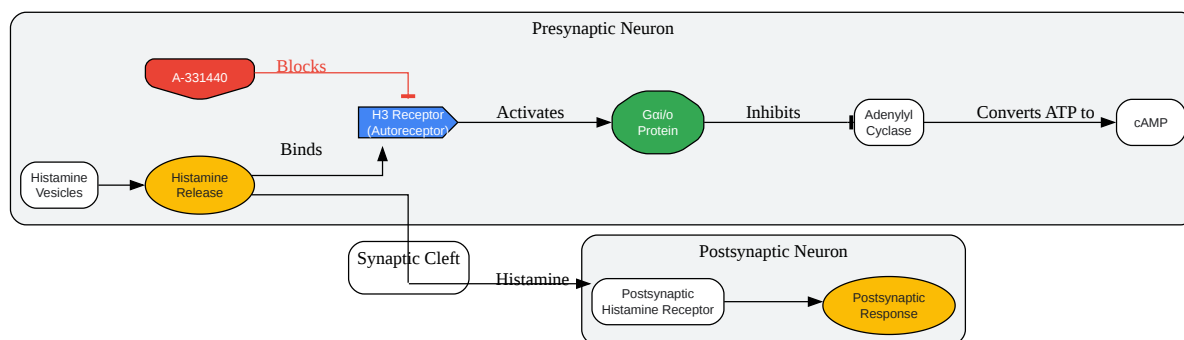 Presynaptic Neuron
A-331440
Blocks
H3 Receptor
(Autoreceptor)
Activates
Gαi/o
Protein
Inhibits
Adenylyl
Cyclase
Converts ATP to
cAMP
Binds
Histamine
Vesicles
Histamine
Release
Synaptic Cleft
Histamine
Postsynaptic Neuron
Postsynaptic
Histamine Receptor
Postsynaptic
Response